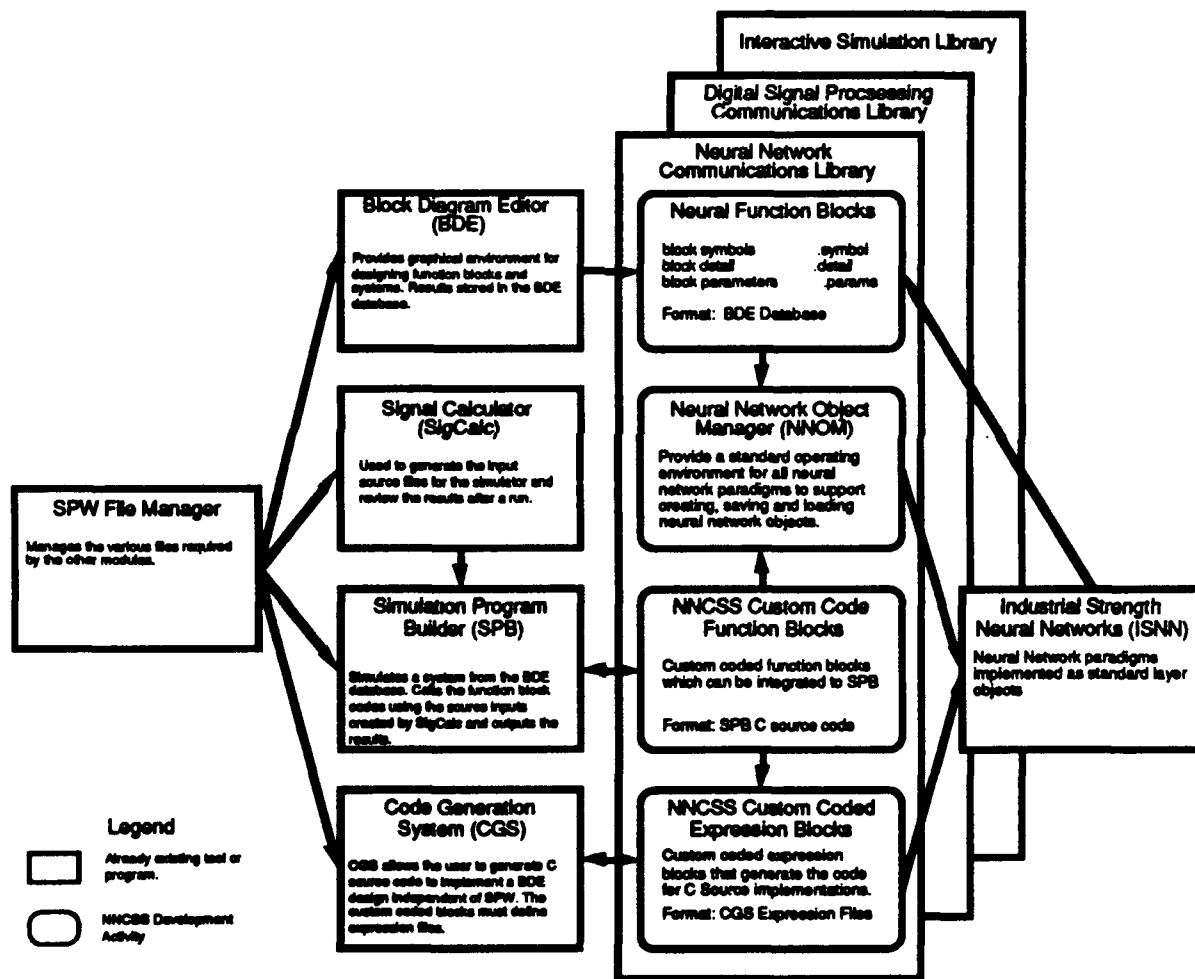 Interactive Simulation Library
Digital Signal Procsessing
Communications Library
Neural Network
Communications Library
Block Diagram Editor
(BDE)
Provides graphical environment for
designing function blocks and
systems. Results stored in the BDE
database.
Neural Function Blocks
block symbols .symbol
block detail .detail
block parameters .params
Format: BDE Database
Signal Calculator
(SigCalc)
Used to generate the input
source files for the simulator and
review the results after a run.
Neural Network Object
Manager (NNOM)
Provide a standard operating
environment for all neural
network paradigms to support
creating, saving and loading
neural network objects.
SPW File Manager
Manages the various files required
by the other modules.
Simulation Program
Builder (SPB)
Simulates a system from the BDE
database. Calls the function block
codes using the source inputs
created by SigCalc and outputs the
results.
NNCSS Custom Code
Function Blocks
Custom coded function blocks
which can be integrated to SPB
Format: SPB C source code
Industrial Strength
Neural Networks (ISNN)
Neural Network paradigms
implemented as standard layer
objects
Code Generation
System (CGS)
CGS allows the user to generate C
source code to implement a BDE
design independent of SPW. The
custom coded blocks must define
expression files.
NNCSS Custom Coded
Expression Blocks
Custom coded expression
blocks that generate the code
for C Source implementations.
Format: CGS Expression Files
Legend
Already existing tool or
program.
NNCSS Development
Activity